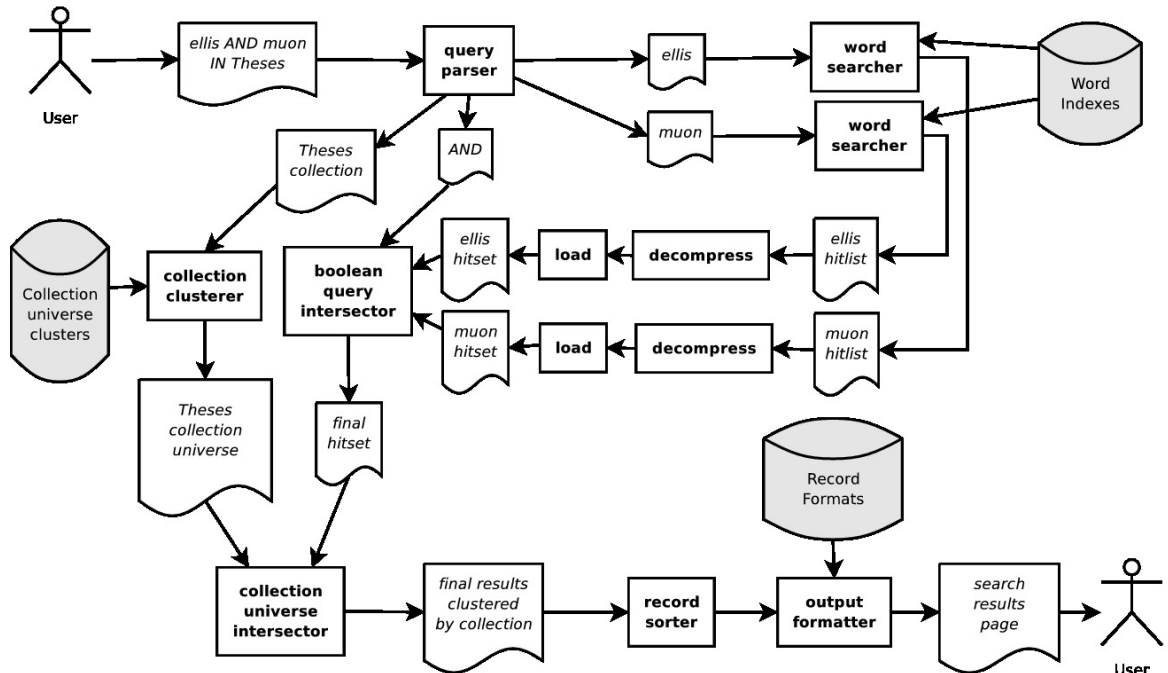 ellis AND muon
IN Theses
query
parser
ellis
word
searcher
Word
Indexes
User
muon
word
searcher
Theses
collection
AND
Collection
universe
clusters
collection
clusterer
boolean
query
intersector
ellis
hitset
load
decompress
ellis
hitlist
muon
hitset
load
decompress
muon
hitlist
Theses
collection
universe
final
hitset
Record
Formats
collection
universe
intersector
final results
clustered
by collection
record
sorter
output
formatter
search
results
page
User